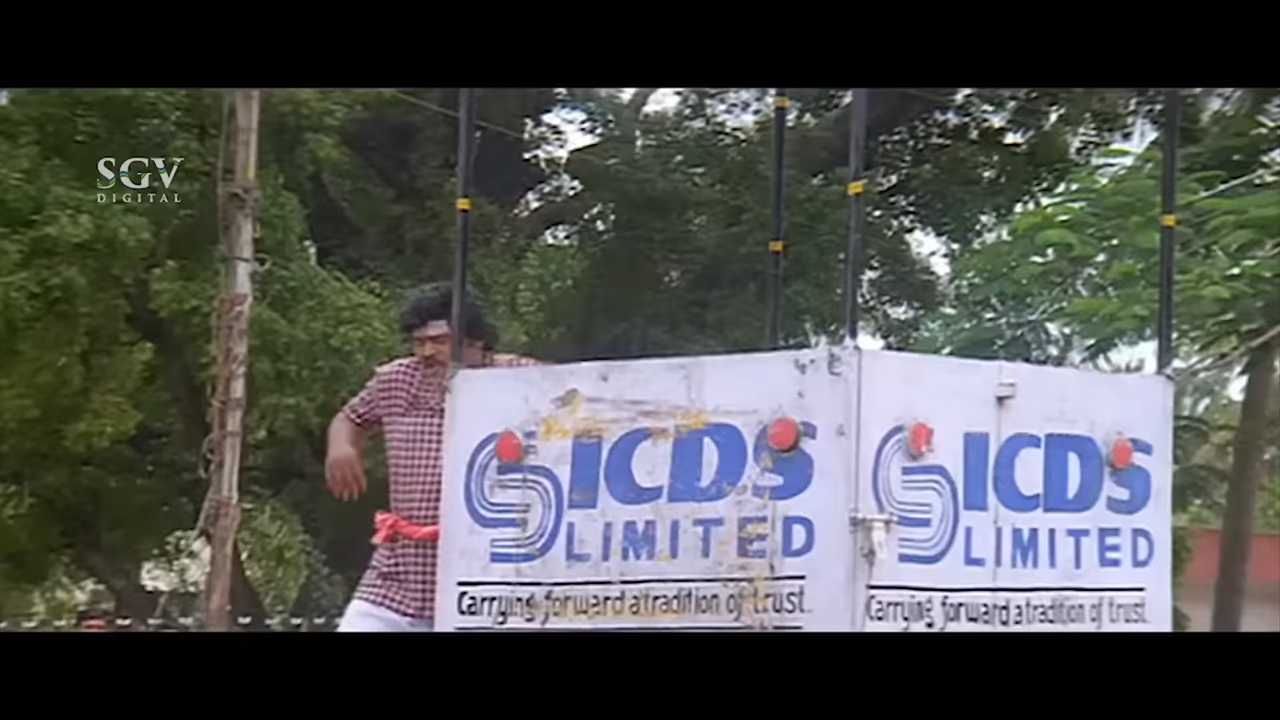 SGV
DIGITAL
ICDS
LIMITED
Carrying forward a tradition of trust.
ICDS
LIMITED
Carrying forward a tradition of trust.